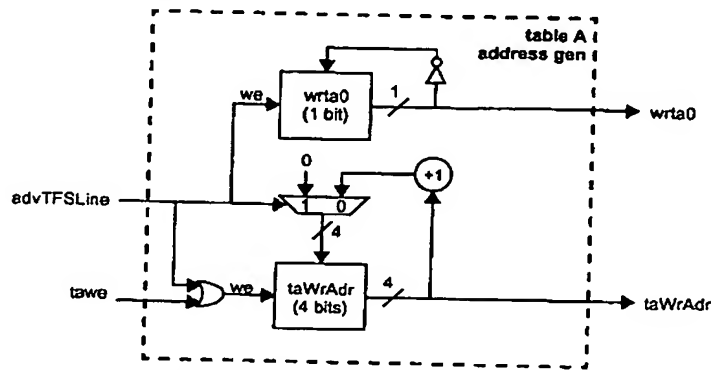 table A
address gen
we
wrta0
(1 bit)
1
wrta0
0
+1
advTFSLine
1 0
4
tawe
we
taWrAdr
(4 bits)
4
taWrAdr